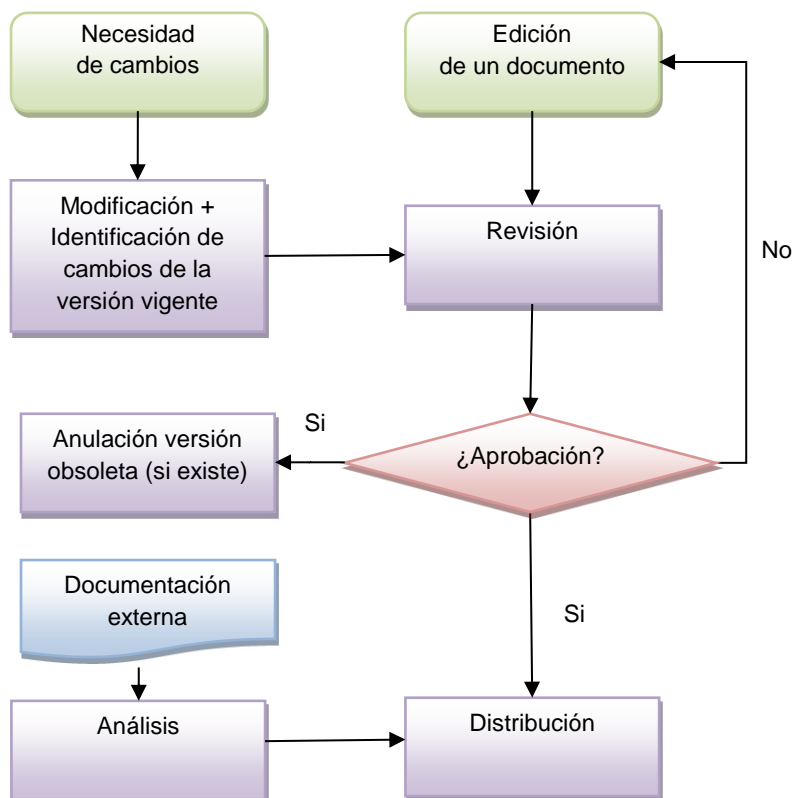 Necesidad
de cambios
Edición
de un documento
Modificación +
Identificación de
cambios de la
versión vigente
Revisión
No
Anulación versión
obsoleta (si existe)
Si
¿Aprobación?
Documentación
externa
Si
Análisis
Distribución